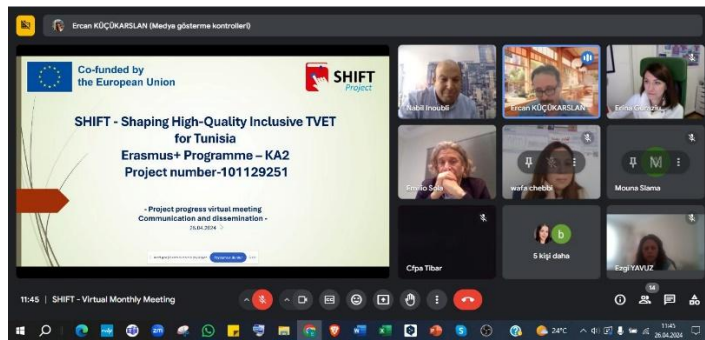 Ercan KÜÇÜKARSLAN (Medya gösterme kontrolleri)
Co-funded by
the European Union
SHIFT
Project
SHIFT - Shaping High-Quality Inclusive TVET
for Tunisia
Erasmus+ Programme – KA2
Project number-101129251
- Project progress virtual meeting
Communication and dissemination -
26.04.2024
Nabil Inoubli
Ercan KÜÇÜKARSLAN
Emilio Sola
wafa chebbi
Mouna Slama
Cfpa Tibar
5 kişi daha
Ezgi YAVUZ
11:45 | SHIFT - Virtual Monthly Meeting
14
24°C
11:45
26.04.2024